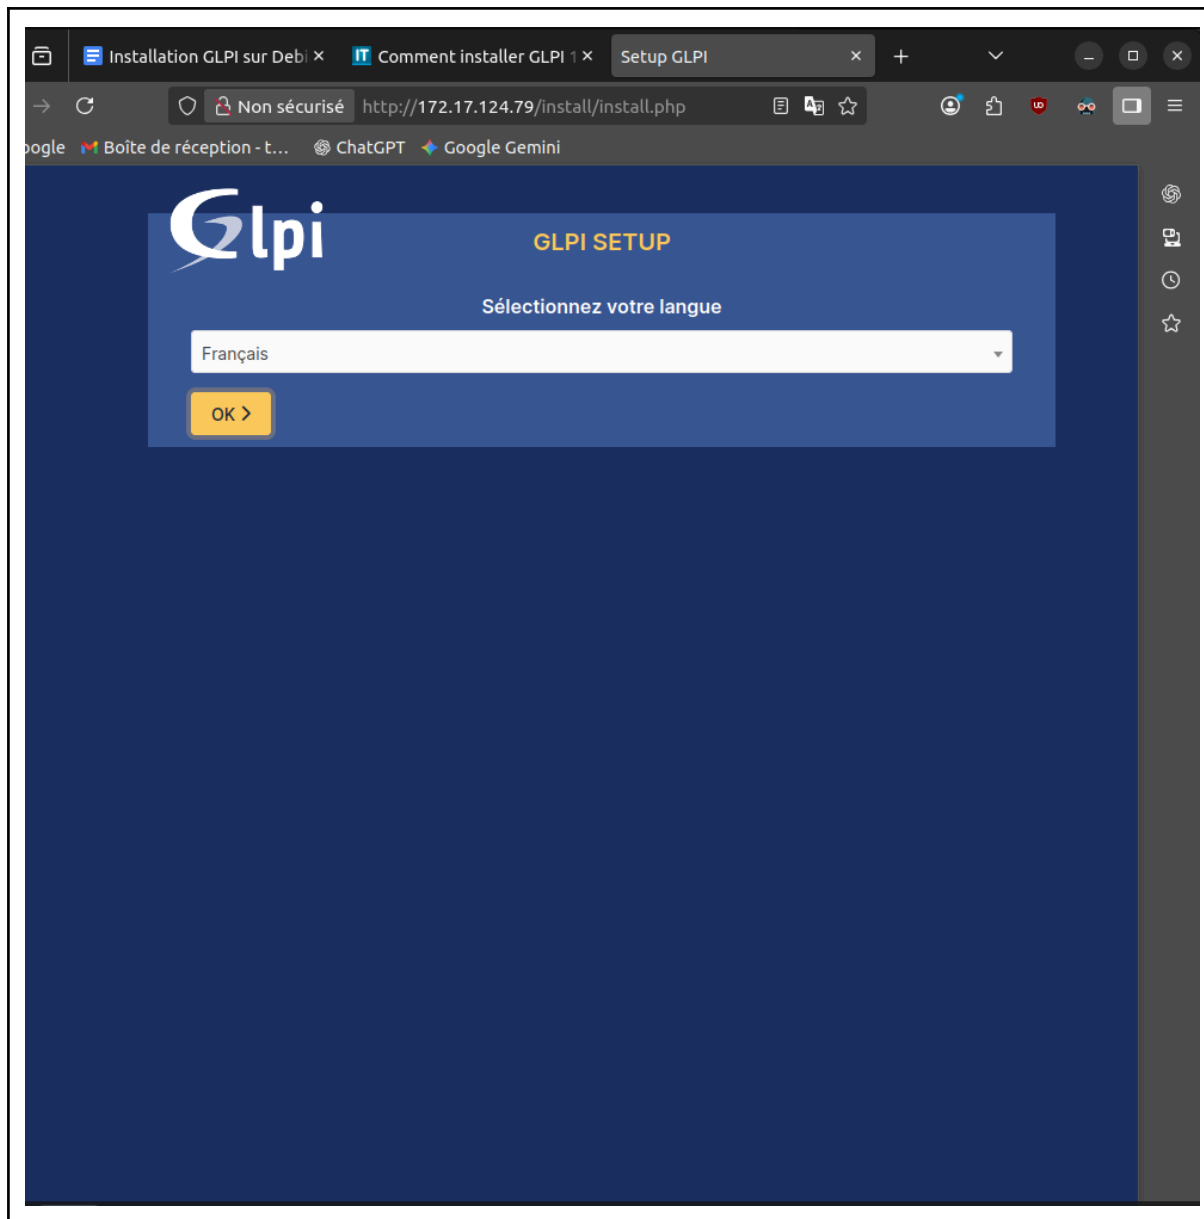 Installation GLPI sur Debi
Comment installer GLPI 1
Setup GLPI
Non sécurisé http://172.17.124.79/install/install.php
oogle
Boîte de réception - t...
ChatGPT
Google Gemini
Glpi
GLPI SETUP
Sélectionnez votre langue
Français
OK